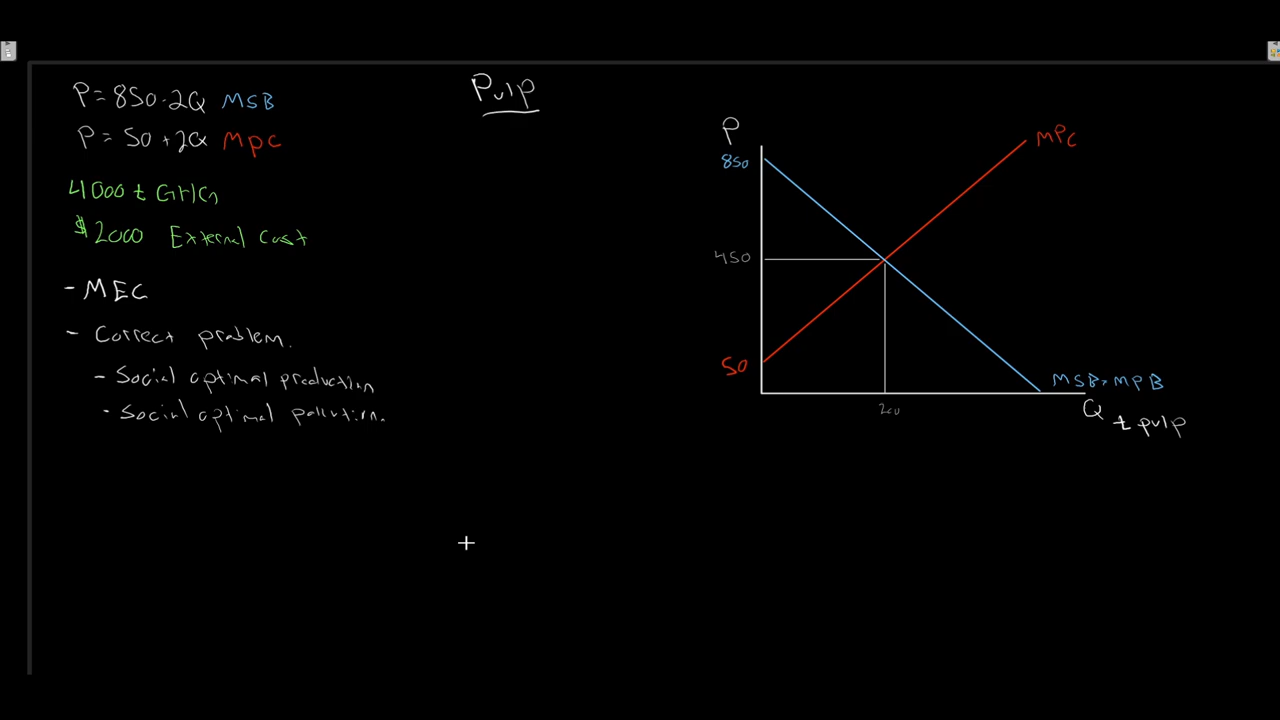 Pulp
P=850-2Q MSB
P=50+2Q MPC
4000 t GHG
$2000 External Cost
- MEC
- Correct problem.
- Social optimal production
- Social optimal pollution.
P
850
450
50
MPC
MSB=MPB
200
Q
t pulp